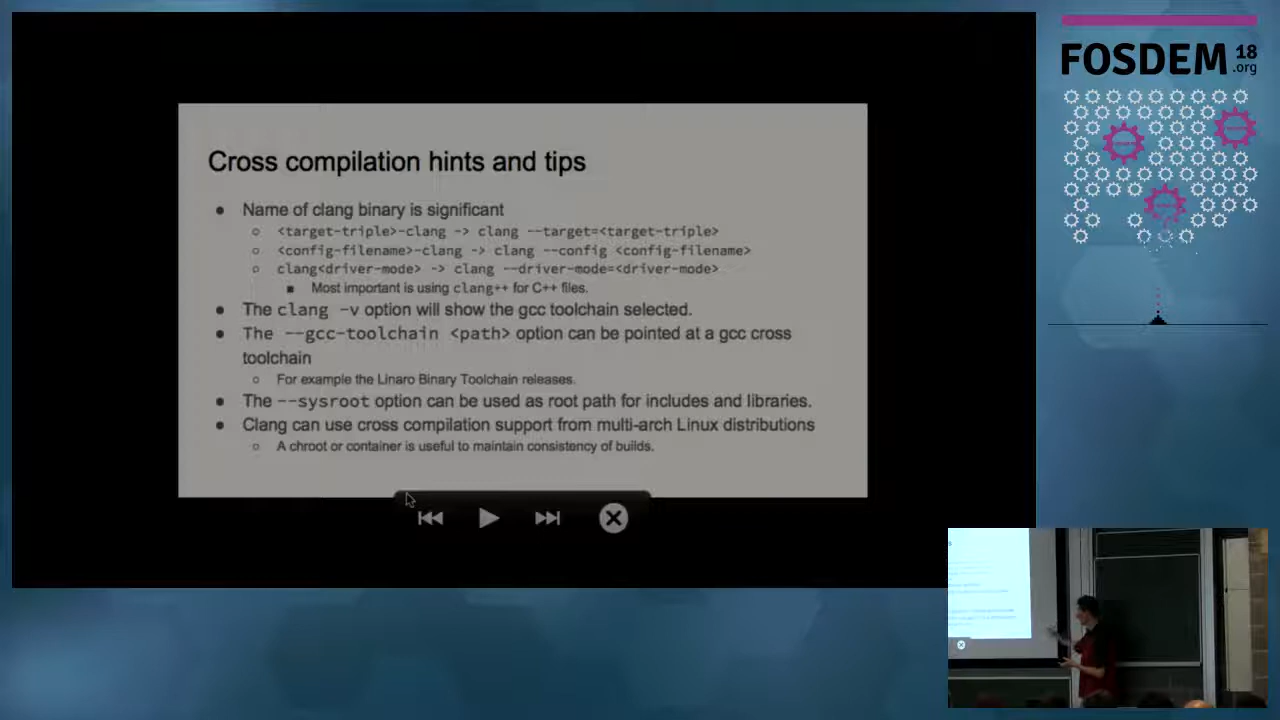 FOSDEM 18
.org
Cross compilation hints and tips
● Name of clang binary is significant
○ <target-triple>-clang -> clang --target=<target-triple>
○ <config-filename>-clang -> clang --config <config-filename>
○ clang<driver-mode> -> clang --driver-mode=<driver-mode>
■ Most important is using clang++ for C++ files.
● The clang -v option will show the gcc toolchain selected.
● The --gcc-toolchain <path> option can be pointed at a gcc cross
toolchain
○ For example the Linaro Binary Toolchain releases.
● The --sysroot option can be used as root path for includes and libraries.
● Clang can use cross compilation support from multi-arch Linux distributions
○ A chroot or container is useful to maintain consistency of builds.